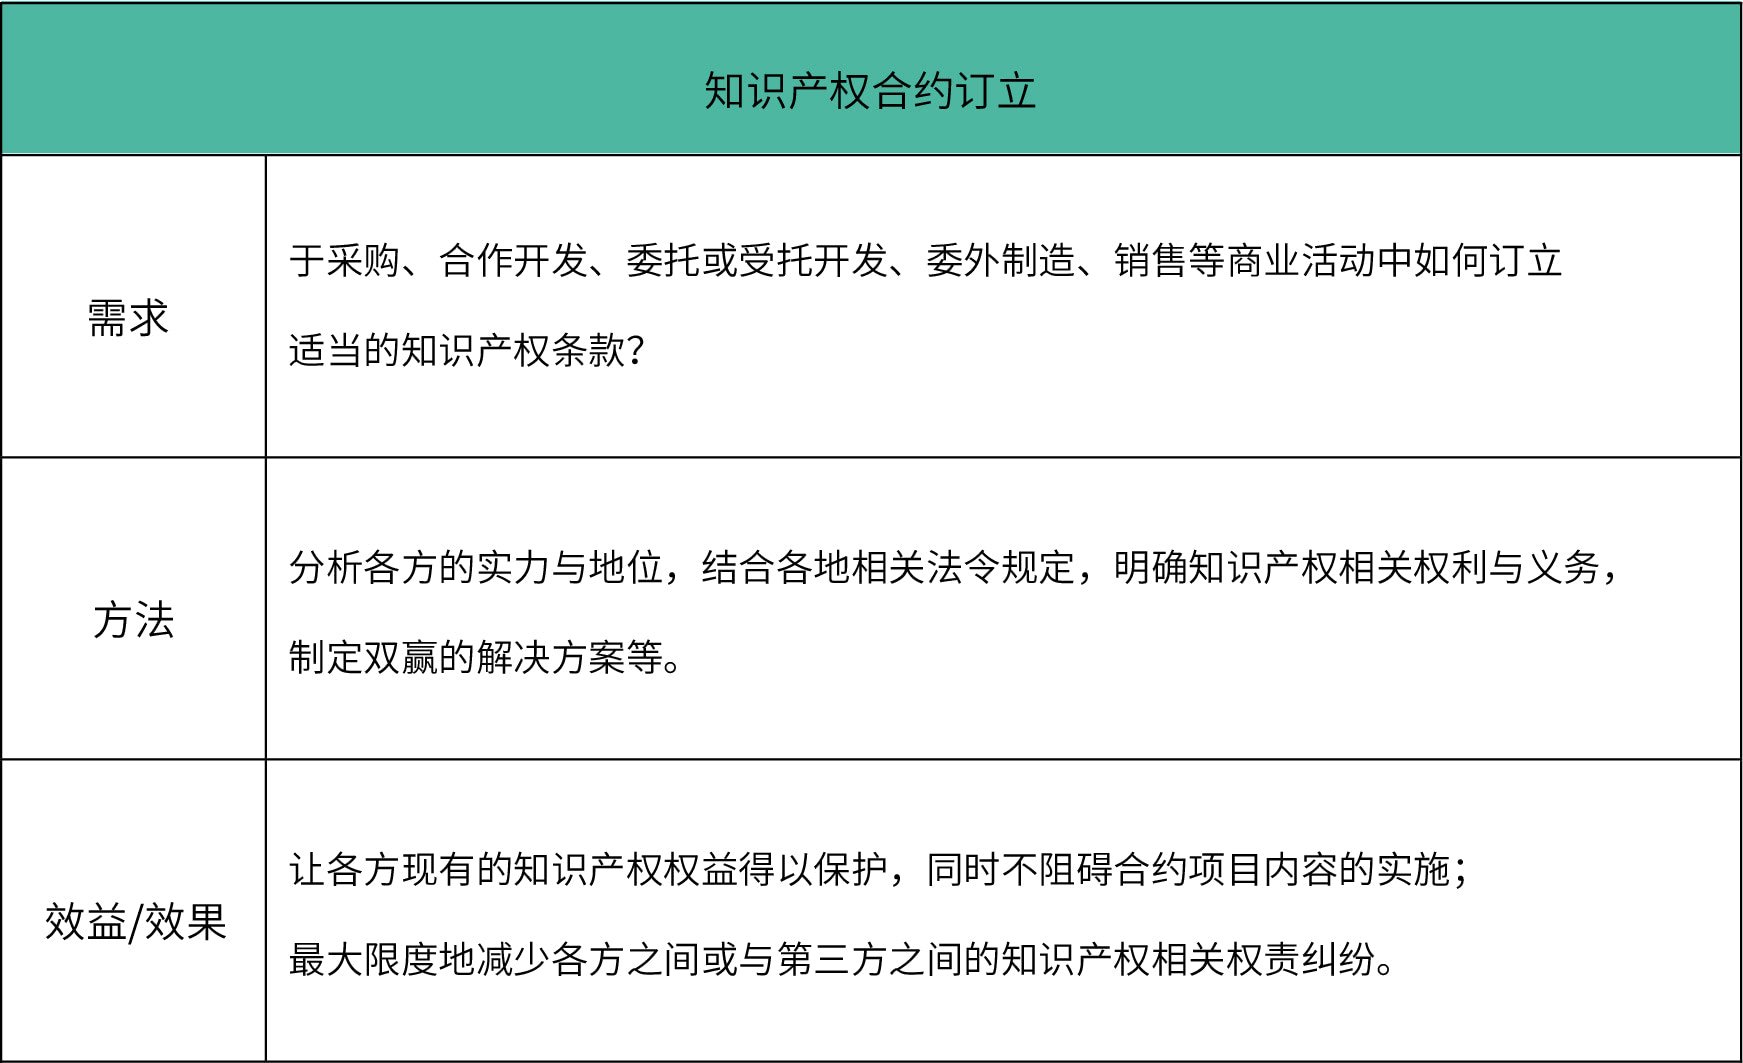 知识产权合约订立
需求
于采购、合作开发、委托或受托开发、委外制造、销售等商业活动中如何订立
适当的知识产权条款？
方法
分析各方的实力与地位，结合各地相关法令规定，明确知识产权相关权利与义务，
制定双赢的解决方案等。
效益/效果
让各方现有的知识产权权益得以保护，同时不阻碍合约项目内容的实施；
最大限度地减少各方之间或与第三方之间的知识产权相关权责纠纷。